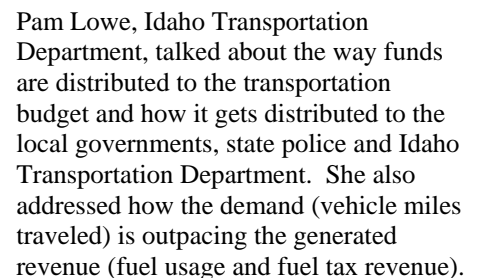 Pam Lowe, Idaho Transportation
Department, talked about the way funds
are distributed to the transportation
budget and how it gets distributed to the
local governments, state police and Idaho
Transportation Department.  She also
addressed how the demand (vehicle miles
traveled) is outpacing the generated
revenue (fuel usage and fuel tax revenue).